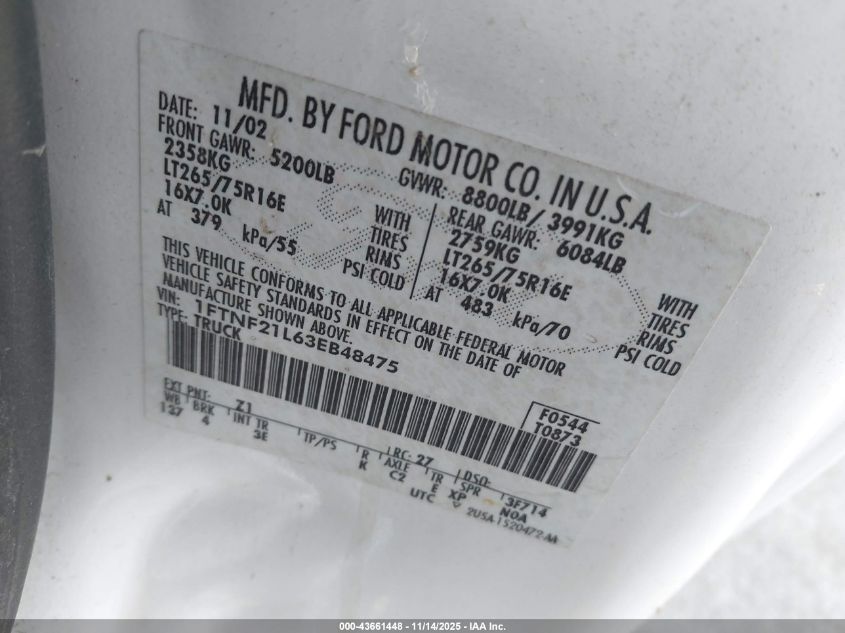 MFD. BY FORD MOTOR CO. IN U.S.A.
DATE: 11/02 GVWR: 8800LB/ 3991KG
FRONT GAWR: 5200LB REAR GAWR: 6084LB
2358KG WITH 2759KG WITH
LT265/75R16E TIRES LT265/75R16E TIRES
16X7.0K RIMS 16X7.0K RIMS
AT 379 kPa/55 PSI COLD AT 483 kPa/70 PSI COLD
THIS VEHICLE CONFORMS TO ALL APPLICABLE FEDERAL MOTOR
VEHICLE SAFETY STANDARDS IN EFFECT ON THE DATE OF
MANUFACTURE SHOWN ABOVE.
VIN: 1FTNF21L63EB48475
TYPE: TRUCK
F0544
T0873
EXT PNT: Z1 RC: 27 DSO:
WB BRK INT TR TP/PS R AXLE TR SPR 3F714
137 4 3E K C2 E XP NOA
UTC 2U5A 1520472 AA
000-43661448 - 11/14/2025 - IAA Inc.